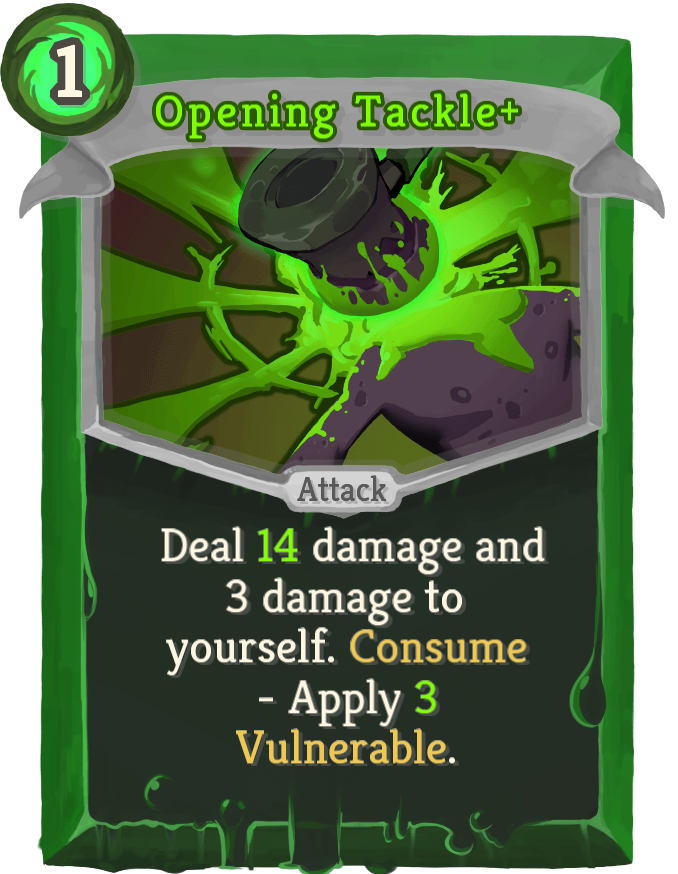 1
Opening Tackle+
Attack
Deal 14 damage and
3 damage to
yourself. Consume
- Apply 3
Vulnerable.